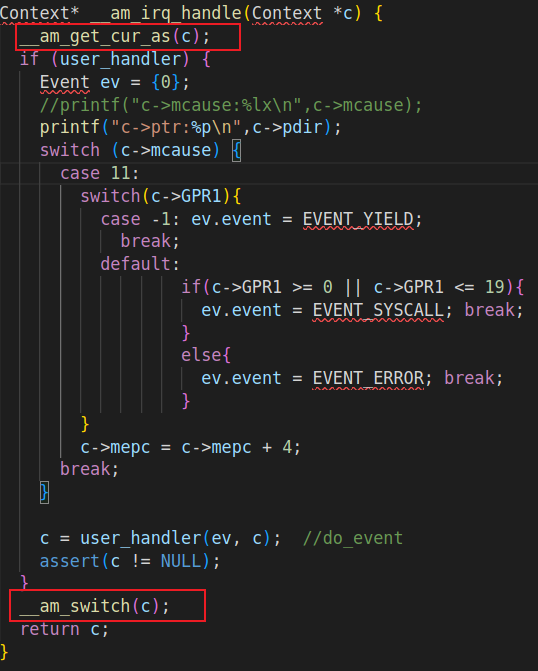 Context* __am_irq_handle(Context *c) {
  __am_get_cur_as(c);
  if (user_handler) {
    Event ev = {0};
    //printf("c->mcause:%lx\n",c->mcause);
    printf("c->ptr:%p\n",c->pdir);
    switch (c->mcause) {
      case 11:
        switch(c->GPR1){
          case -1: ev.event = EVENT_YIELD;
            break;
          default:
                  if(c->GPR1 >= 0 || c->GPR1 <= 19){
                    ev.event = EVENT_SYSCALL; break;
                  }
                  else{
                    ev.event = EVENT_ERROR; break;
                  }
        }
        c->mepc = c->mepc + 4;
      break;
    }
    c = user_handler(ev, c);  //do_event
    assert(c != NULL);
  }
  __am_switch(c);
  return c;
}